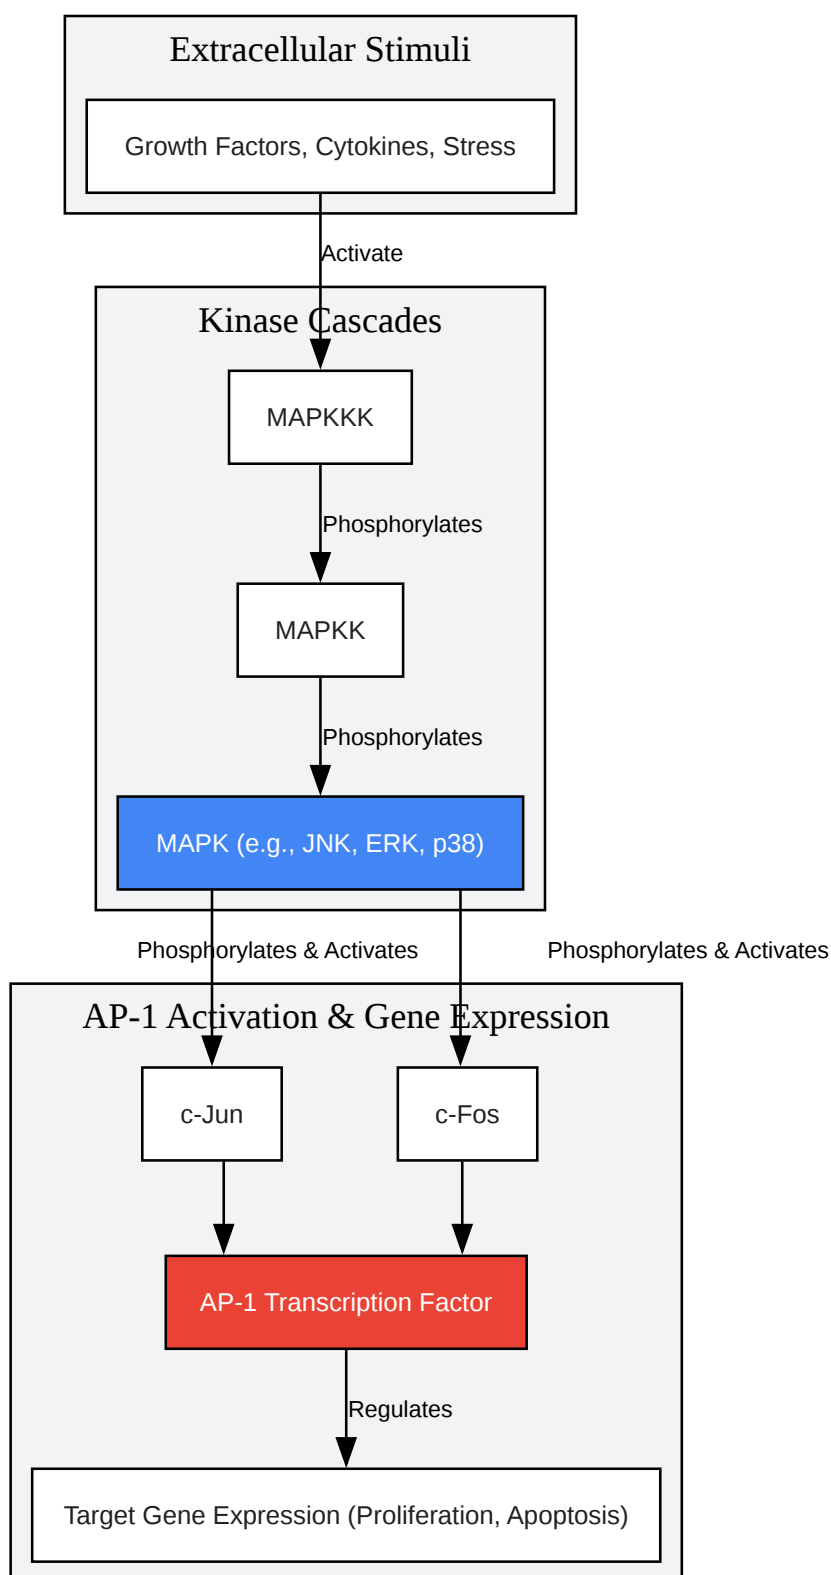 Extracellular Stimuli
Growth Factors, Cytokines, Stress
Activate
Kinase Cascades
MAPKKK
Phosphorylates
MAPKK
Phosphorylates
MAPK (e.g., JNK, ERK, p38)
Phosphorylates & Activates
Phosphorylates & Activates
AP-1 Activation & Gene Expression
c-Jun
c-Fos
AP-1 Transcription Factor
Regulates
Target Gene Expression (Proliferation, Apoptosis)